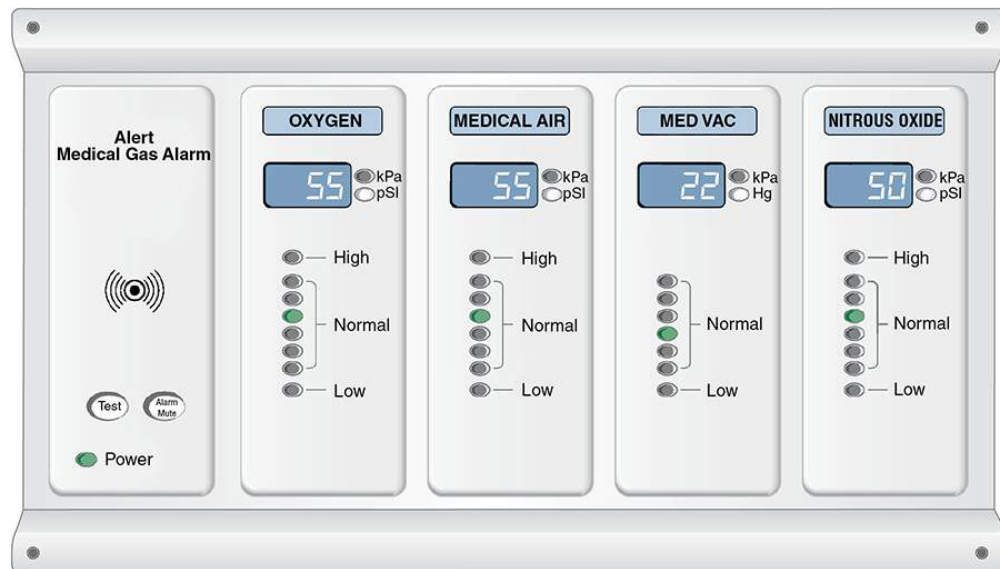 Alert
Medical Gas Alarm
Test
Alarm
Mute
Power
OXYGEN
55
kPa
pSI
High
Normal
Low
MEDICAL AIR
55
kPa
pSI
High
Normal
Low
MED VAC
22
kPa
Hg
Normal
Low
NITROUS OXIDE
50
kPa
pSI
High
Normal
Low